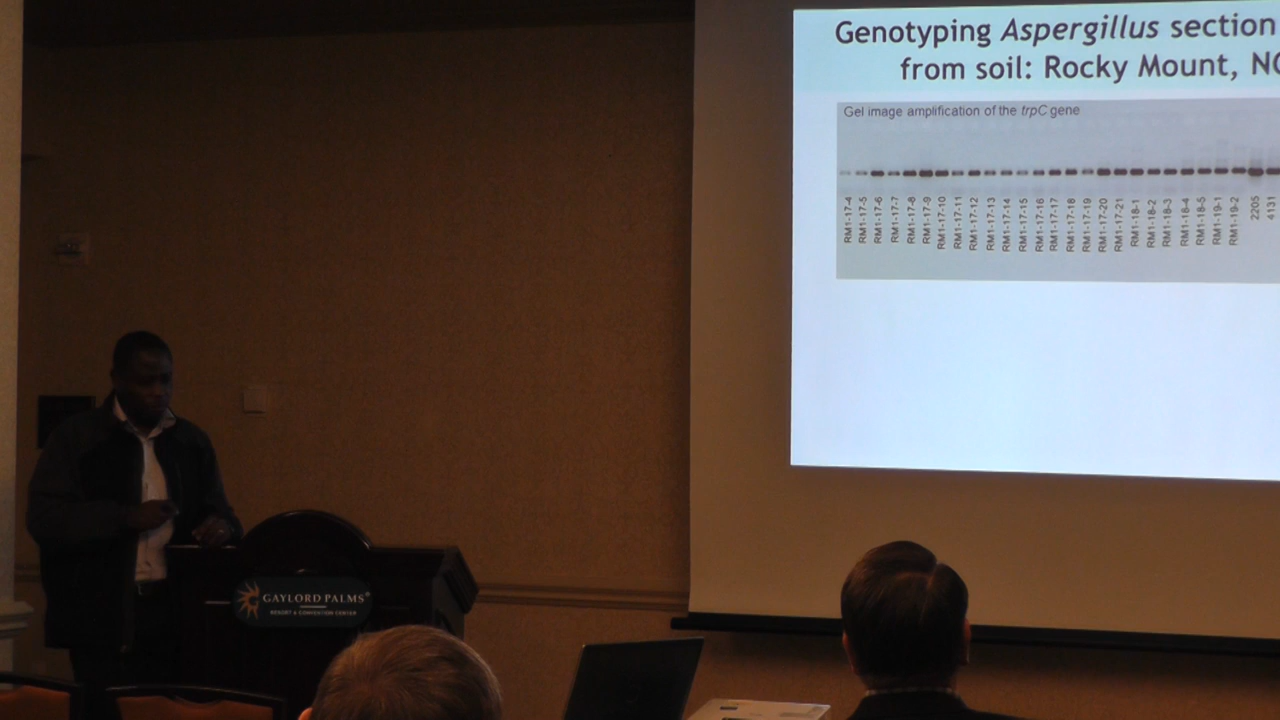 Genotyping Aspergillus section
from soil: Rocky Mount, NC
Gel image amplification of the trpC gene
RM1-17-4
RM1-17-5
RM1-17-6
RM1-17-7
RM1-17-8
RM1-17-9
RM1-17-10
RM1-17-11
RM1-17-12
RM1-17-13
RM1-17-14
RM1-17-15
RM1-17-16
RM1-17-17
RM1-17-18
RM1-17-19
RM1-17-20
RM1-17-21
RM1-18-1
RM1-18-2
RM1-18-3
RM1-18-4
RM1-18-5
RM1-19-1
RM1-19-2
2205
4131
GAYLORD PALMS®
RESORT & CONVENTION CENTER